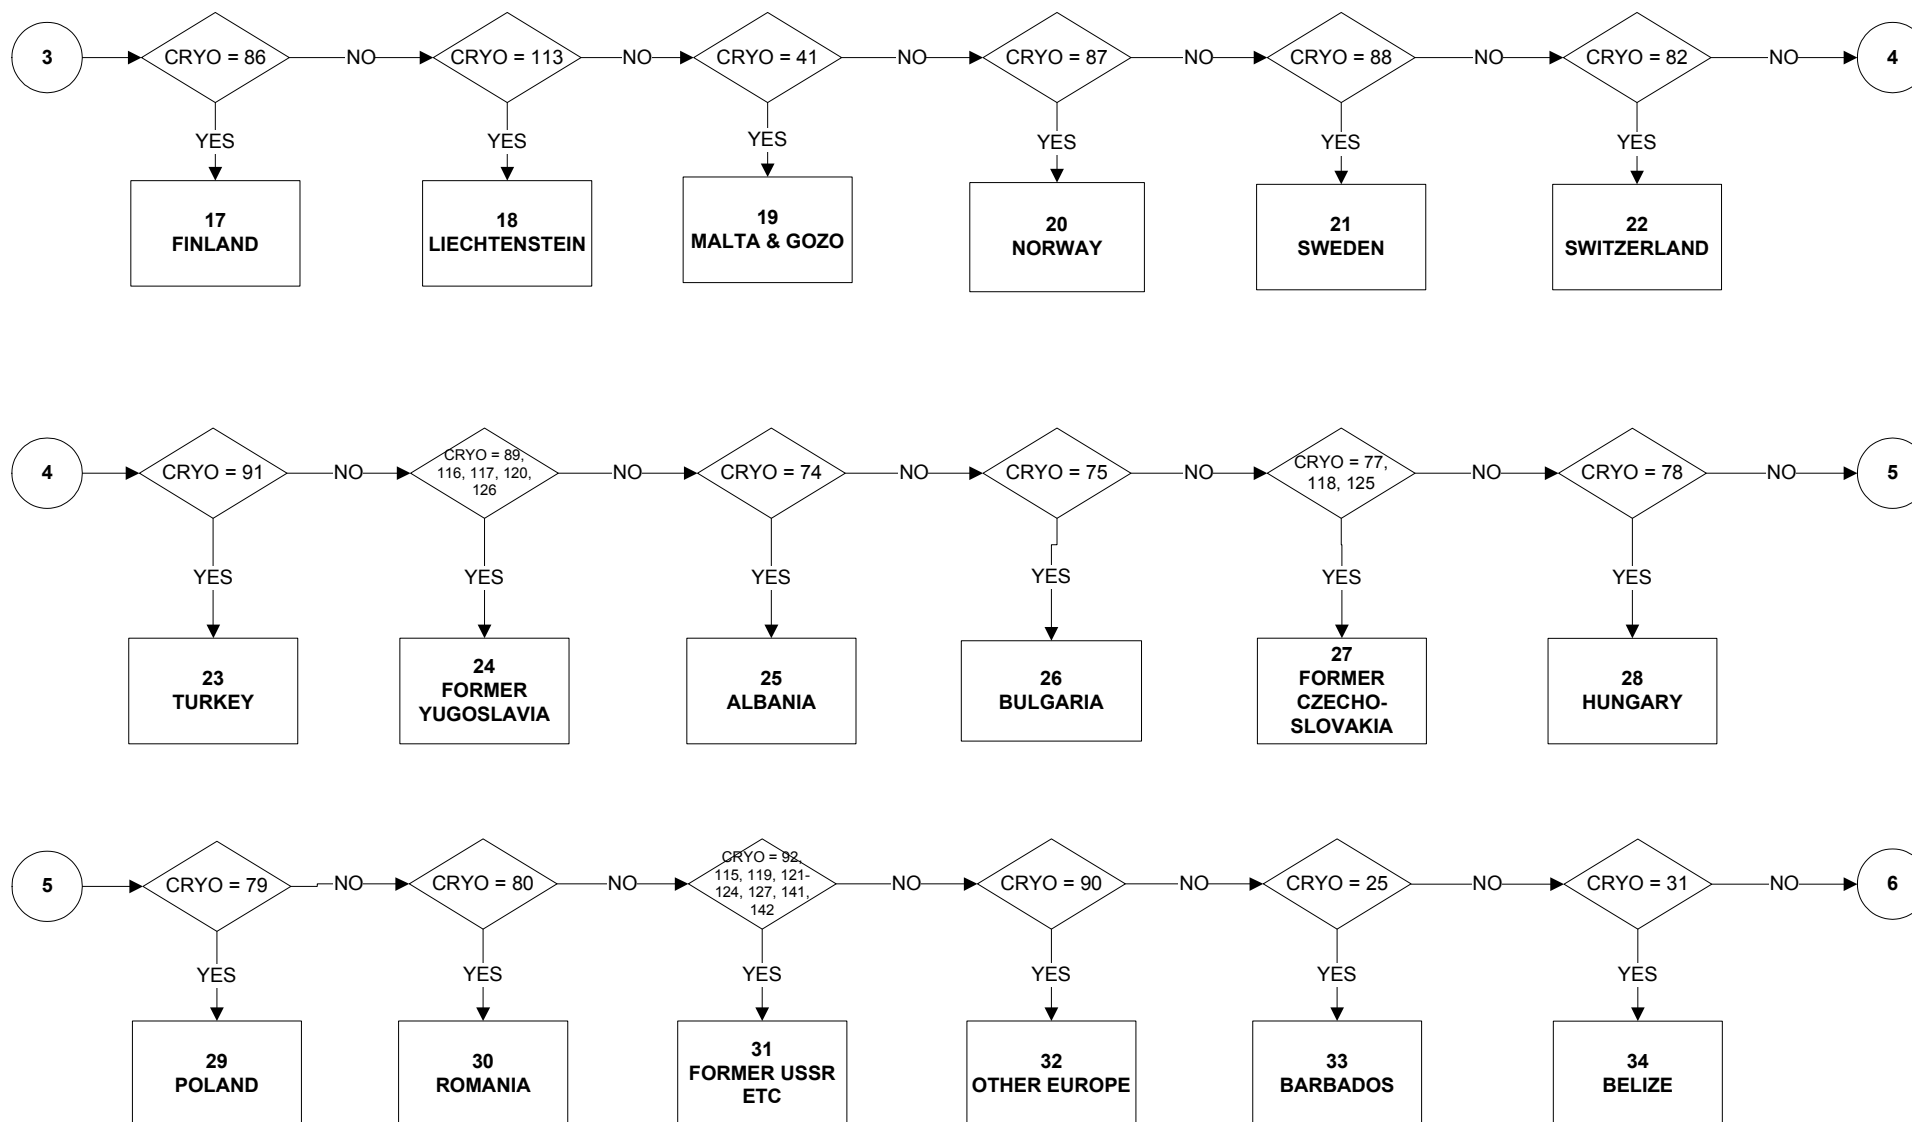 3
CRYO = 86
NO
CRYO = 113
NO
CRYO = 41
NO
CRYO = 87
NO
CRYO = 88
NO
CRYO = 82
NO
4
YES
YES
YES
YES
YES
YES
17
FINLAND
18
LIECHTENSTEIN
19
MALTA & GOZO
20
NORWAY
21
SWEDEN
22
SWITZERLAND
4
CRYO = 91
NO
CRYO = 89,
116, 117, 120,
126
NO
CRYO = 74
NO
CRYO = 75
NO
CRYO = 77,
118, 125
NO
CRYO = 78
NO
5
YES
YES
YES
YES
YES
YES
23
TURKEY
24
FORMER
YUGOSLAVIA
25
ALBANIA
26
BULGARIA
27
FORMER
CZECHO-
SLOVAKIA
28
HUNGARY
5
CRYO = 79
NO
CRYO = 80
NO
CRYO = 92,
115, 119, 121-
124, 127, 141,
142
NO
CRYO = 90
NO
CRYO = 25
NO
CRYO = 31
NO
6
YES
YES
YES
YES
YES
YES
29
POLAND
30
ROMANIA
31
FORMER USSR
ETC
32
OTHER EUROPE
33
BARBADOS
34
BELIZE